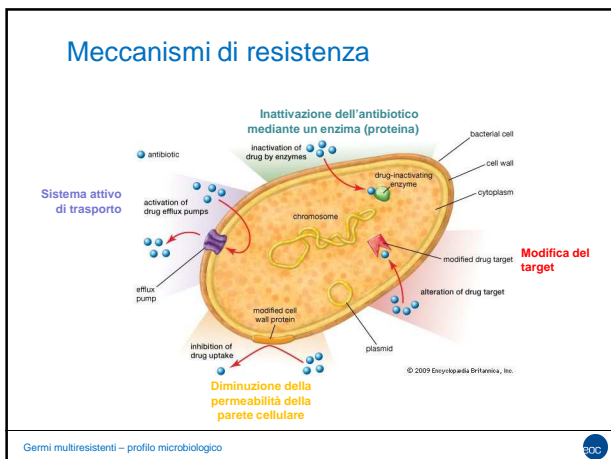 Meccanismi di resistenza
Inattivazione dell'antibiotico
mediante un enzima (proteina)
antibiotic
inactivation of
drug by enzymes
bacterial cell
cell wall
drug-inactivating
enzyme
cytoplasm
Sistema attivo
di trasporto
activation of
drug efflux pumps
chromosome
Modifica del
target
modified drug target
efflux
pump
alteration of drug target
modified cell
wall protein
plasmid
inhibition of
drug uptake
© 2009 Encyclopædia Britannica, Inc.
Diminuzione della
permeabilità della
parete cellulare
Germi multiresistenti – profilo microbiologico
eoc